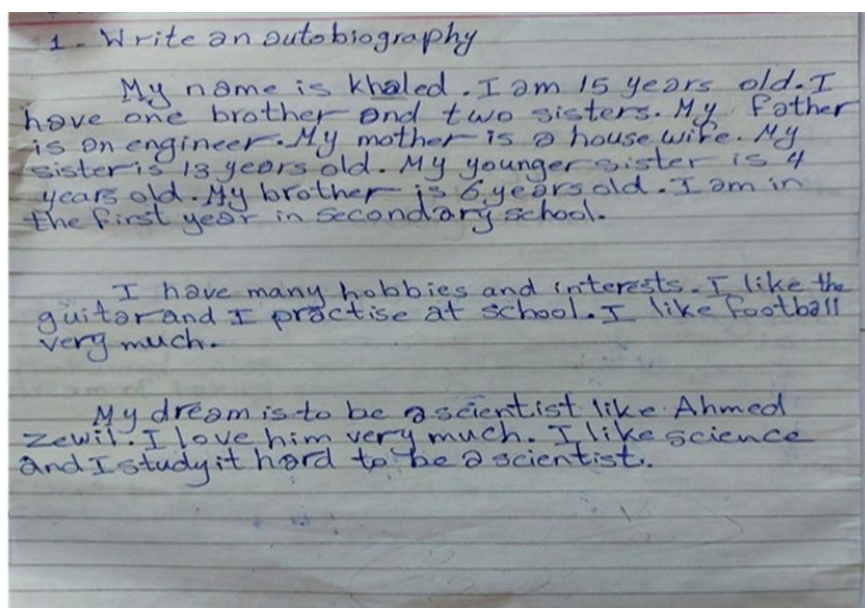 1- Write an autobiography
My name is khaled. I am 15 years old. I
have one brother and two sisters. My father
is an engineer. My mother is a house wife. My
sister is 13 years old. My younger sister is 4
years old. My brother is 6 years old. I am in
the first year in secondary school.
I have many hobbies and interests. I like the
guitar and I practise at school. I like football
very much.
My dream is to be a scientist like Ahmed
Zewil. I love him very much. I like science
and I study it hard to be a scientist.